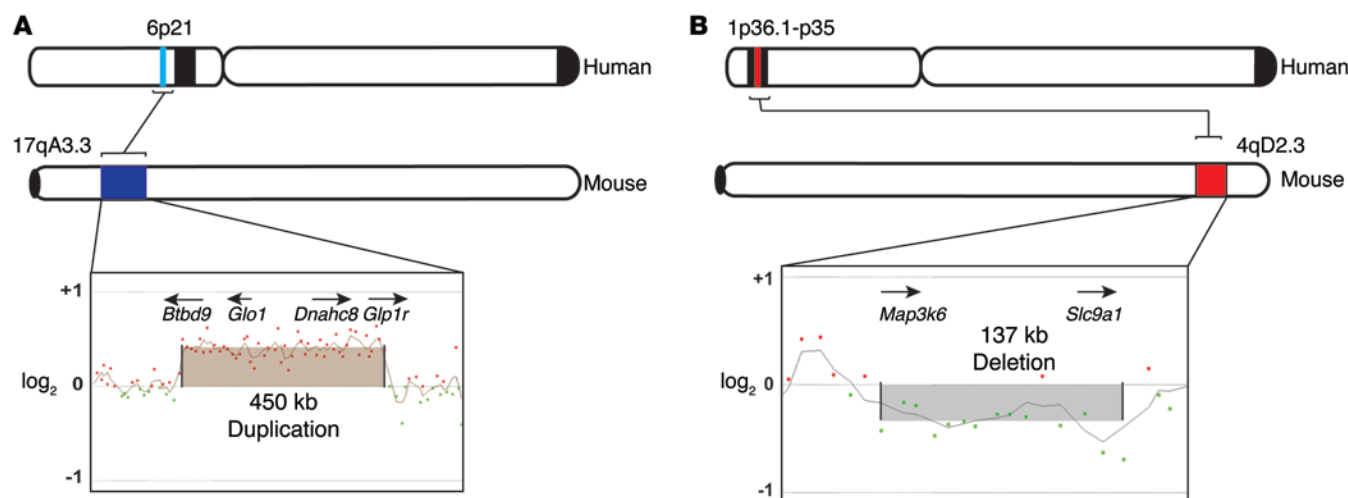 A
6p21
Human
17qA3.3
Mouse
+1
Btbd9 Glo1 Dnahc8 Glp1r
log2 0
450 kb
Duplication
-1
B
1p36.1-p35
Human
4qD2.3
Mouse
+1
Map3k6 Slc9a1
137 kb
Deletion
log2 0
-1